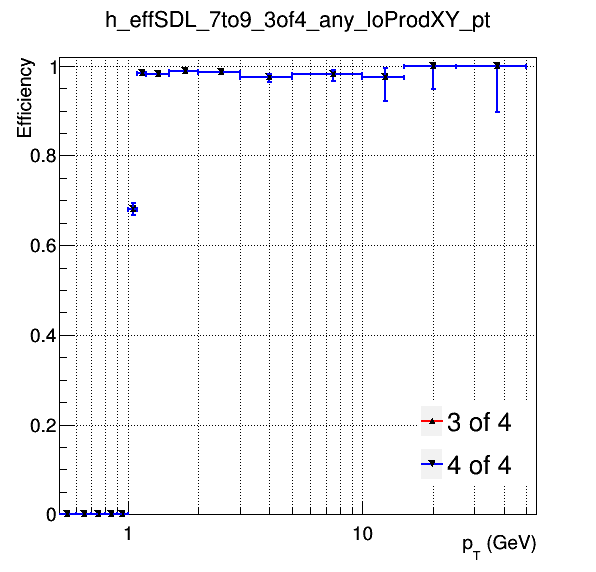 h_effSDL_7to9_3of4_any_loProdXY_pt
Efficiency
1
0.8
0.6
0.4
0.2
0
3 of 4
4 of 4
1
10
p_T (GeV)